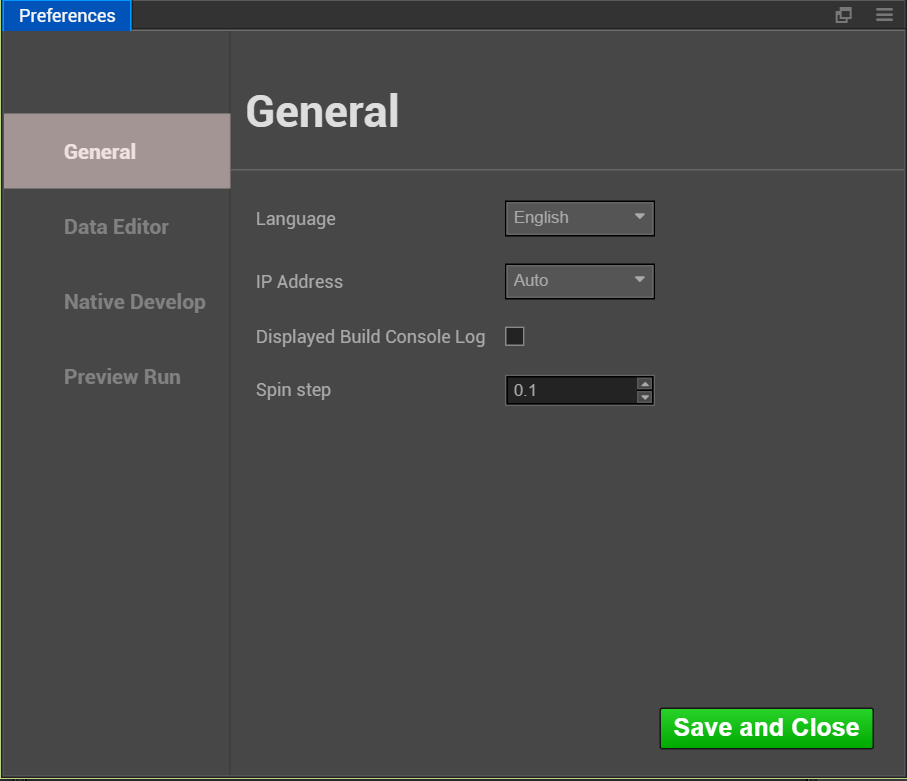 Preferences
General
Data Editor
Native Develop
Preview Run
General
Language
English
IP Address
Auto
Displayed Build Console Log
Spin step
0.1
Save and Close